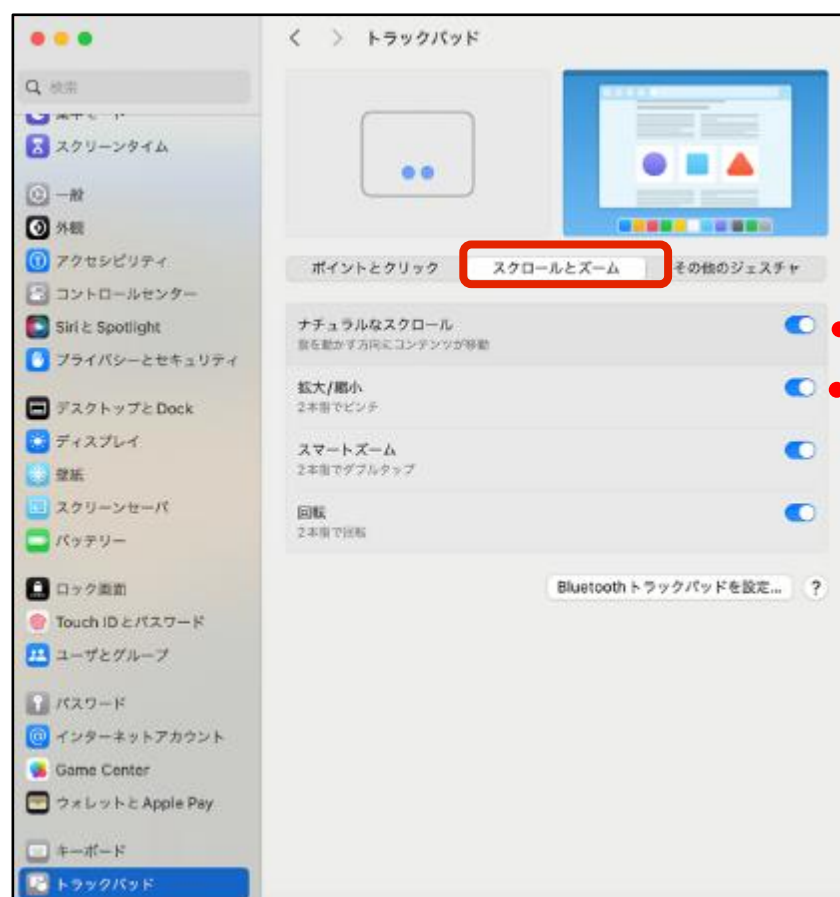 トラックパッド
検索
スクリーンタイム
一般
外観
アクセシビリティ
コントロールセンター
Siri と Spotlight
プライバシーとセキュリティ
デスクトップと Dock
ディスプレイ
壁紙
スクリーンセーバ
バッテリー
ロック画面
Touch ID とパスワード
ユーザとグループ
パスワード
インターネットアカウント
Game Center
ウォレットと Apple Pay
キーボード
トラックパッド
ポイントとクリック
スクロールとズーム
その他のジェスチャ
ナチュラルなスクロール
指を動かす方向にコンテンツが移動
拡大/縮小
2本指でピンチ
スマートズーム
2本指でダブルタップ
回転
2本指で回転
Bluetooth トラックパッドを設定...
?